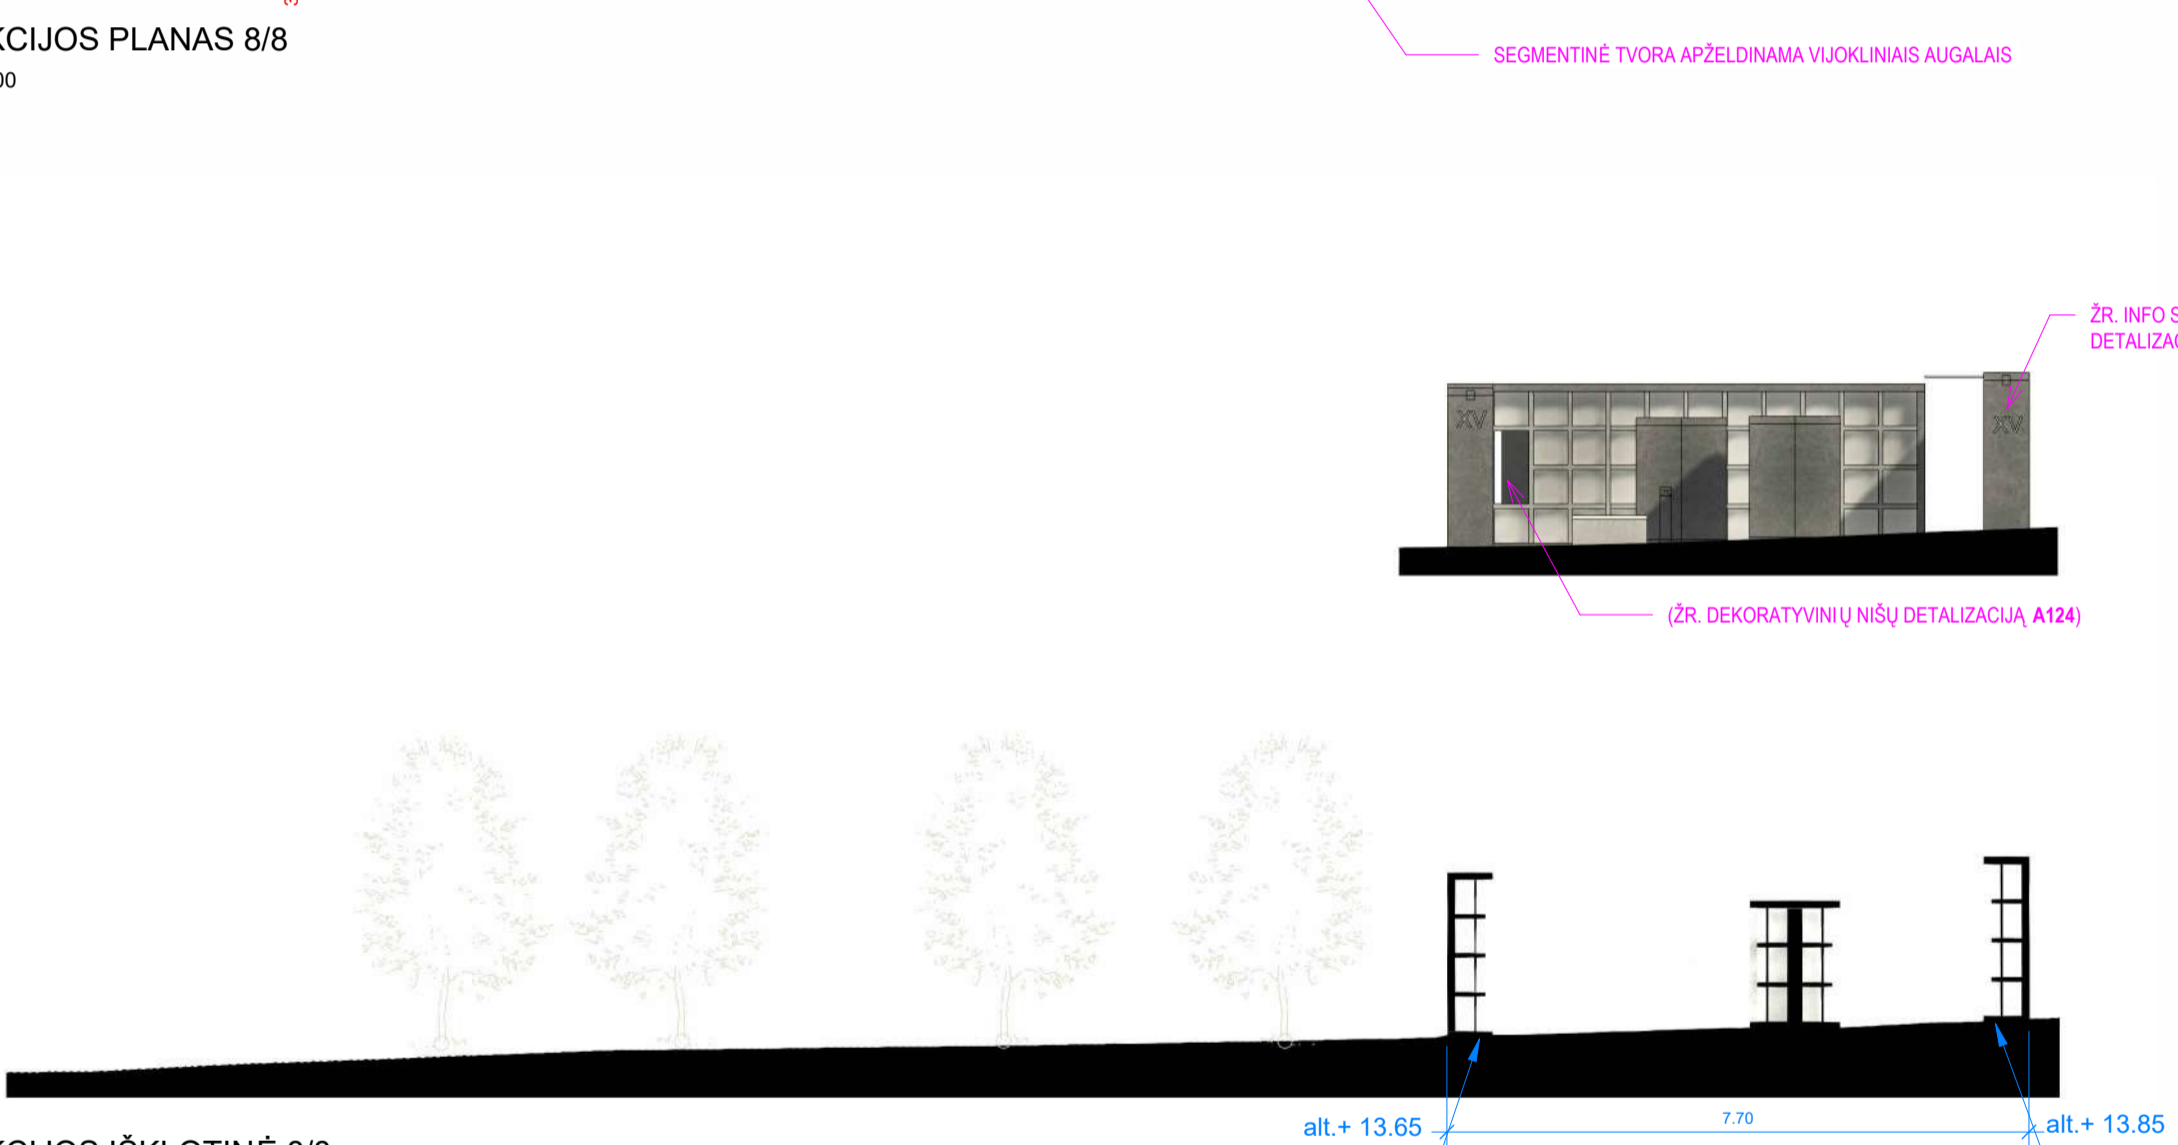 KCIJOS PLANAS 8/8
00
SEGMENTINĖ TVORA APŽELDINAMA VIJOKLINIAIS AUGALAIS
ŽR. INFO S
DETALIZAC
XV
XV
(ŽR. DEKORATYVINIŲ NIŠŲ DETALIZACIJĄ A124)
7.70
alt.+ 13.65
alt.+ 13.85